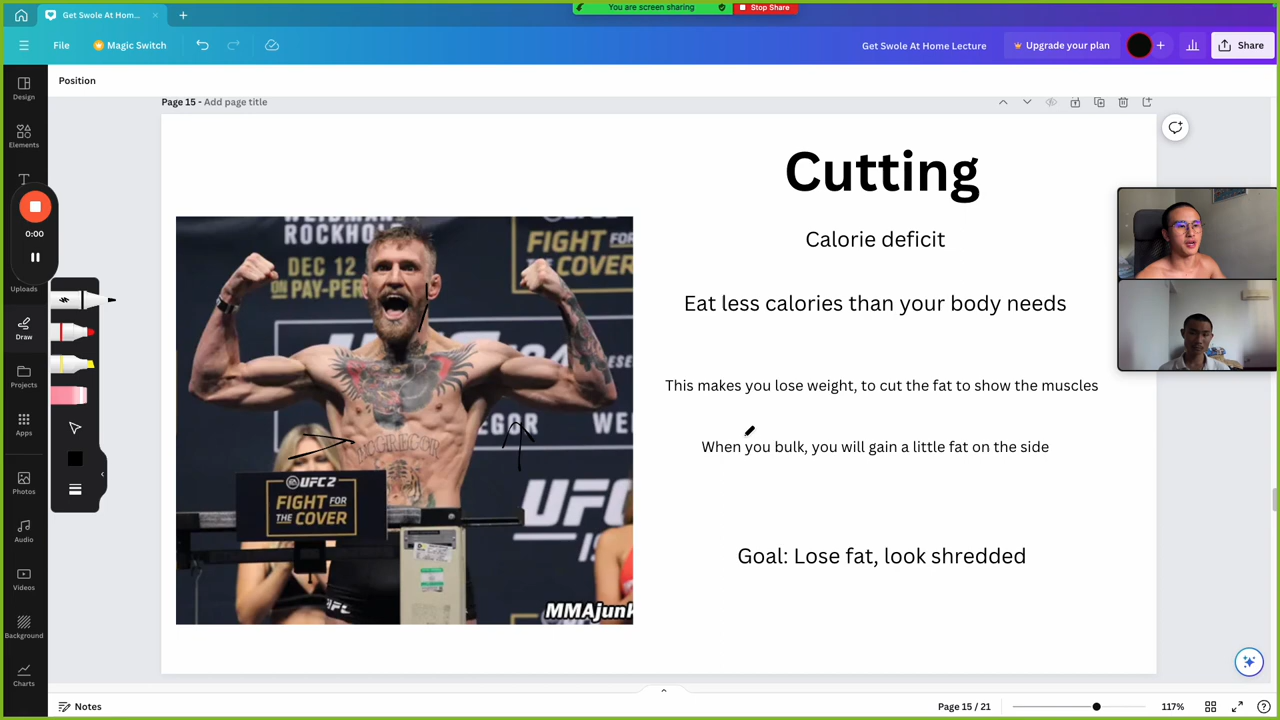 Get Swole At Home...
You are screen sharing
Stop Share
File
Magic Switch
Get Swole At Home Lecture
Upgrade your plan
Share
Position
Design
Elements
0:00
Uploads
Draw
Projects
Apps
Photos
Audio
Videos
Background
Charts
Page 15 - Add page title
Cutting
Calorie deficit
Eat less calories than your body needs
This makes you lose weight, to cut the fat to show the muscles
When you bulk, you will gain a little fat on the side
Goal: Lose fat, look shredded
ROCKHO
DEC 12
ON PAY-PER
FIGHT FOR
COVER
McGREGOR
UFC 2
FIGHT FOR
THE COVER
UFC
MMAjunk
Notes
Page 15 / 21
117%